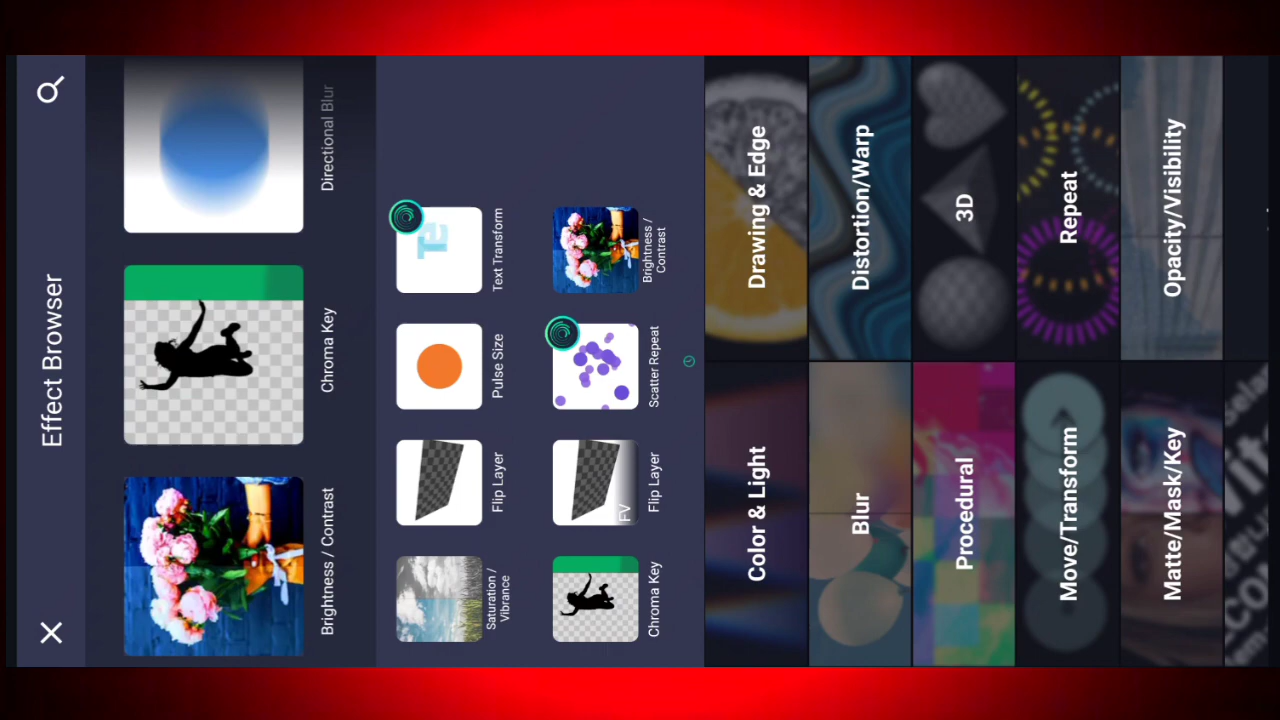 Effect Browser
Brightness / Contrast
Chroma Key
Directional Blur
Saturation /
Vibrance
Flip Layer
Pulse Size
Text Transform
Te
Chroma Key
Flip Layer
FV
Scatter Repeat
Brightness /
Contrast
Color & Light
Drawing & Edge
Blur
Distortion/Warp
Procedural
3D
Move/Transform
Repeat
Matte/Mask/Key
Opacity/Visibility